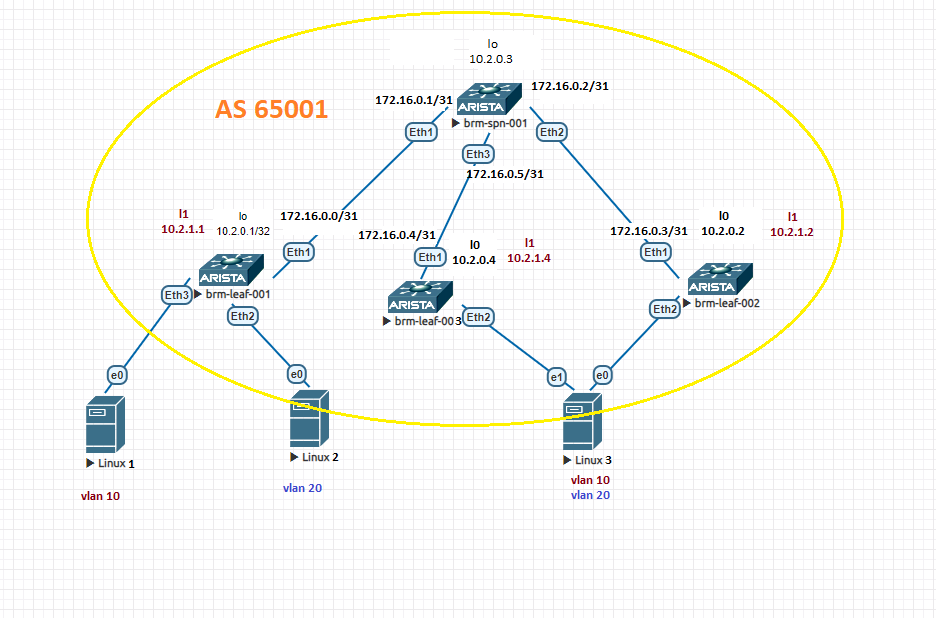 lo
10.2.0.3
172.16.0.1/31
172.16.0.2/31
AS 65001
ARISTA
brm-spn-001
Eth1
Eth2
Eth3
172.16.0.5/31
l1
10.2.1.1
lo
10.2.0.1/32
172.16.0.0/31
172.16.0.4/31
172.16.0.3/31
l0
10.2.0.2
l1
10.2.1.2
Eth1
Eth1
l0
10.2.0.4
l1
10.2.1.4
Eth1
ARISTA
brm-leaf-001
Eth3
Eth2
ARISTA
brm-leaf-003
Eth2
ARISTA
brm-leaf-002
Eth2
e0
e0
e1
e0
Linux 1
vlan 10
Linux 2
vlan 20
Linux 3
vlan 10
vlan 20